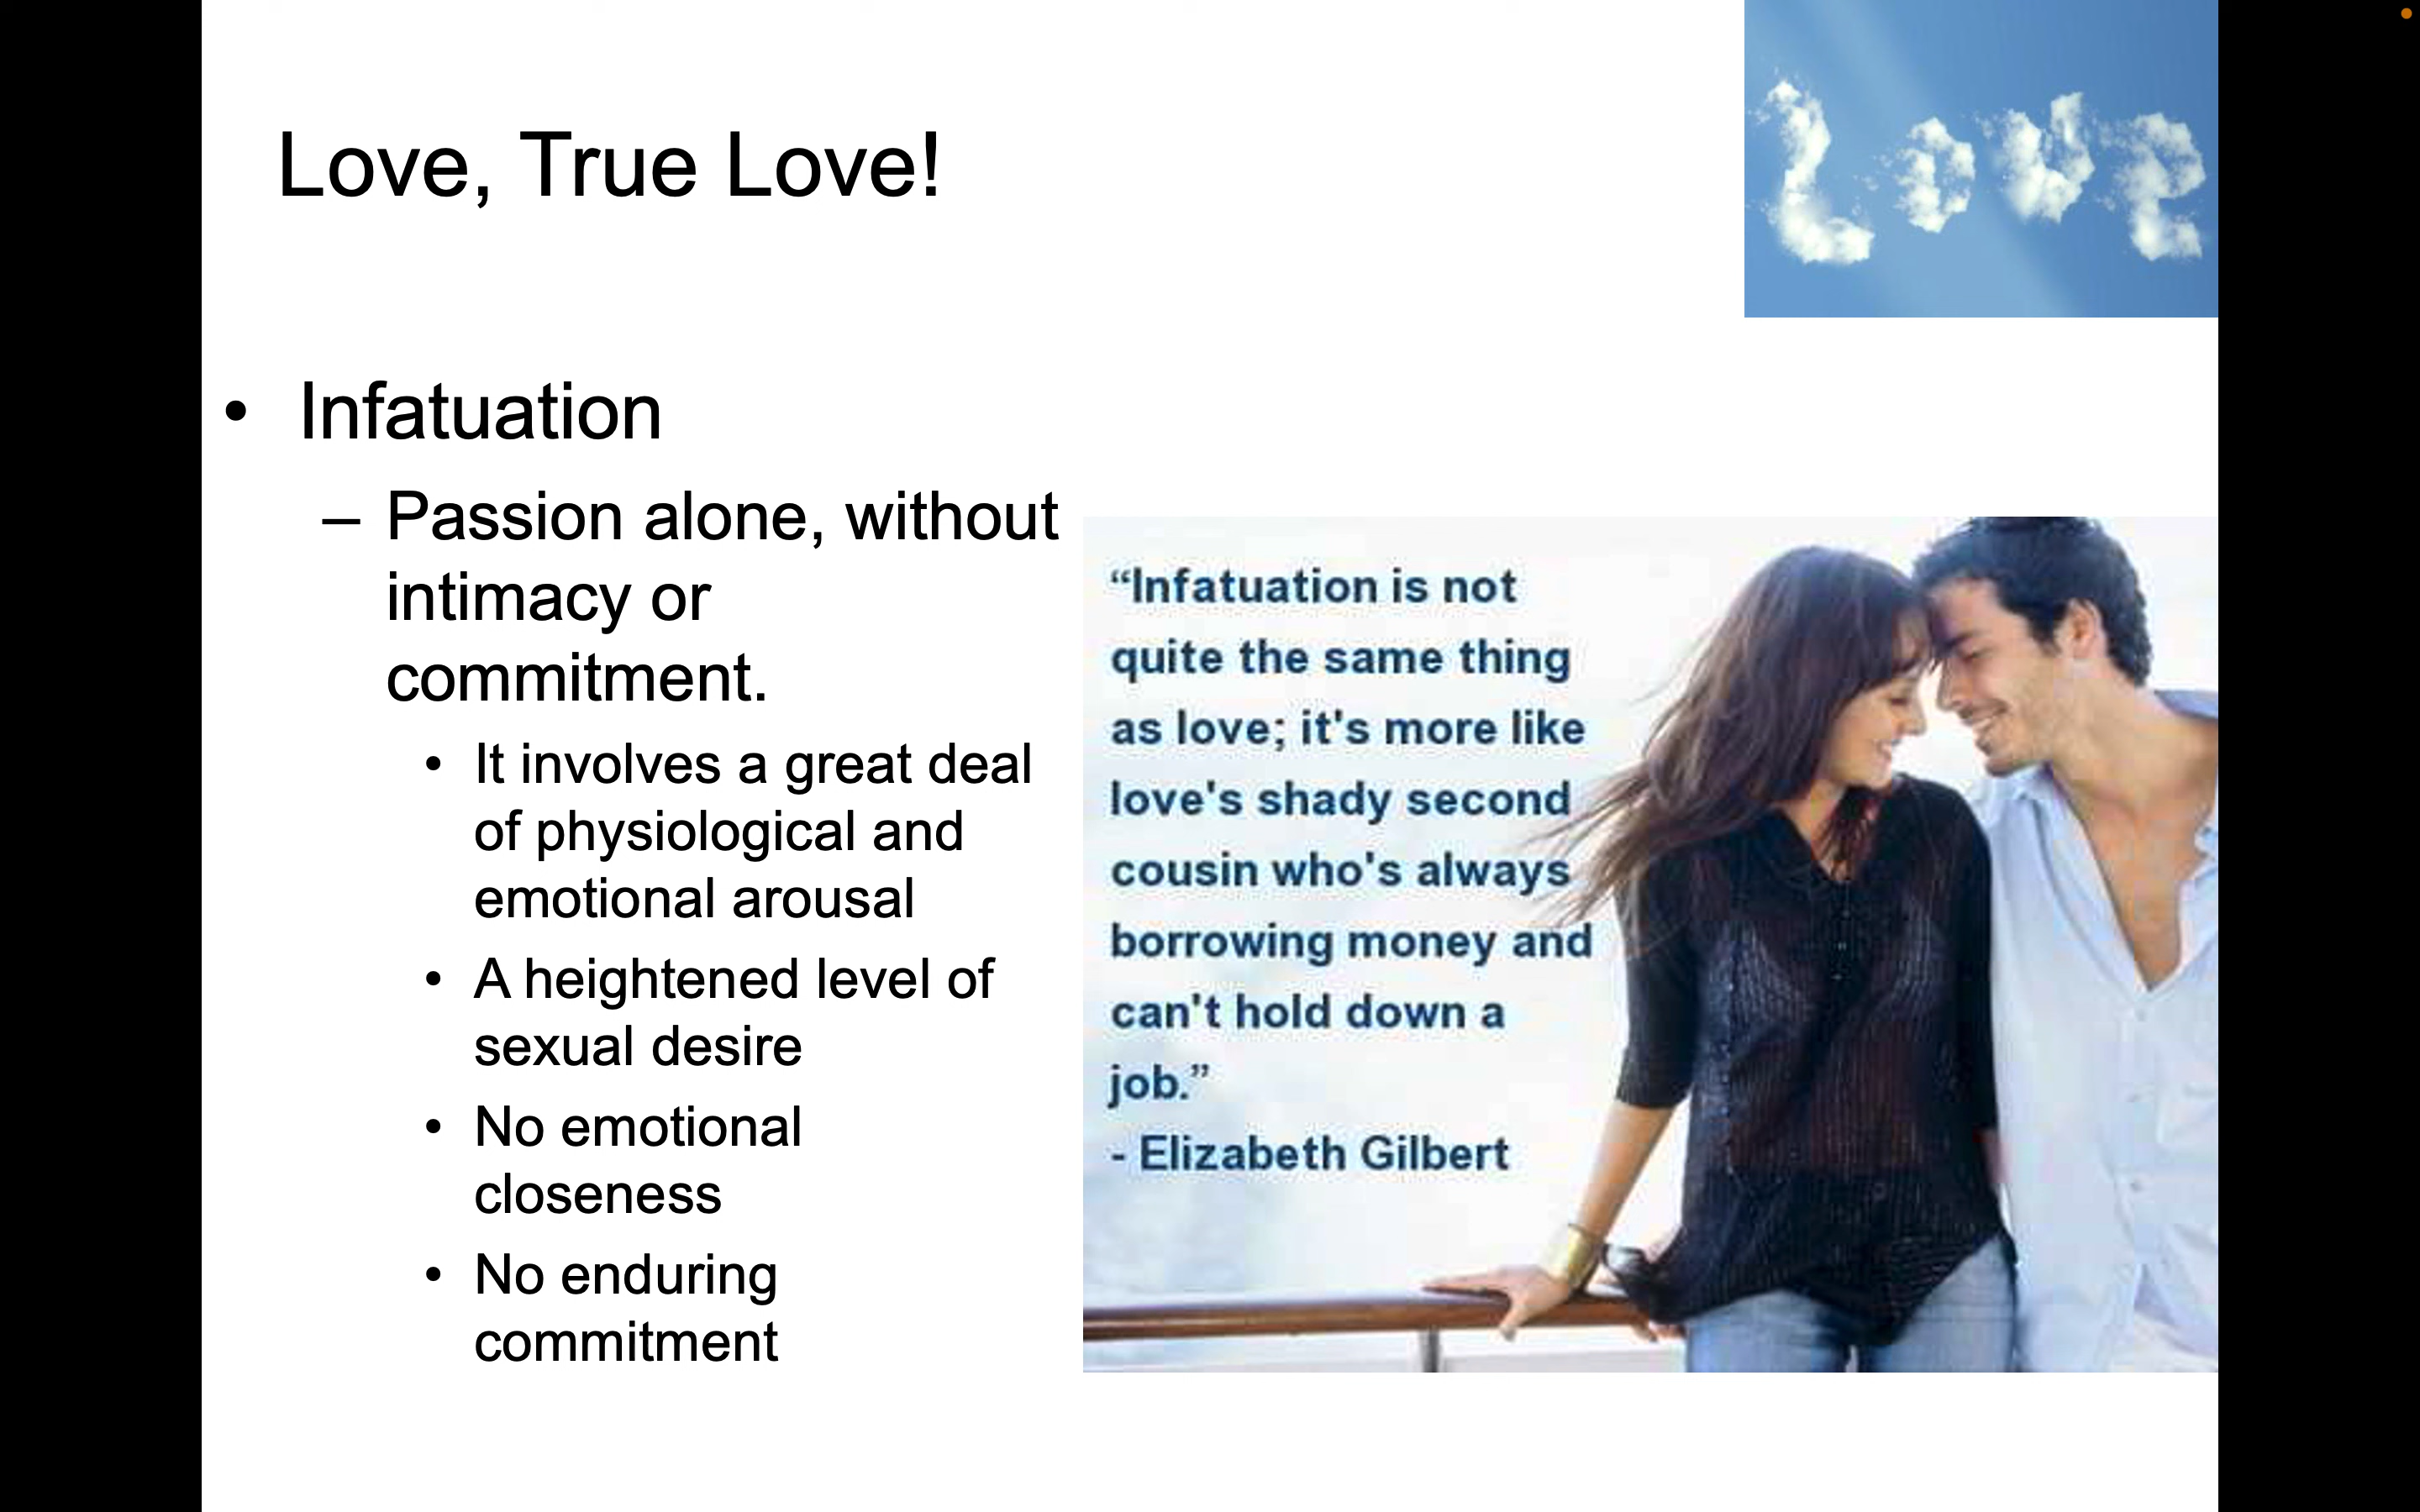 Love, True Love!
Love
• Infatuation
– Passion alone, without
intimacy or
commitment.
• It involves a great deal
of physiological and
emotional arousal
• A heightened level of
sexual desire
• No emotional
closeness
• No enduring
commitment
“Infatuation is not
quite the same thing
as love; it's more like
love's shady second
cousin who's always
borrowing money and
can't hold down a
job.”
- Elizabeth Gilbert